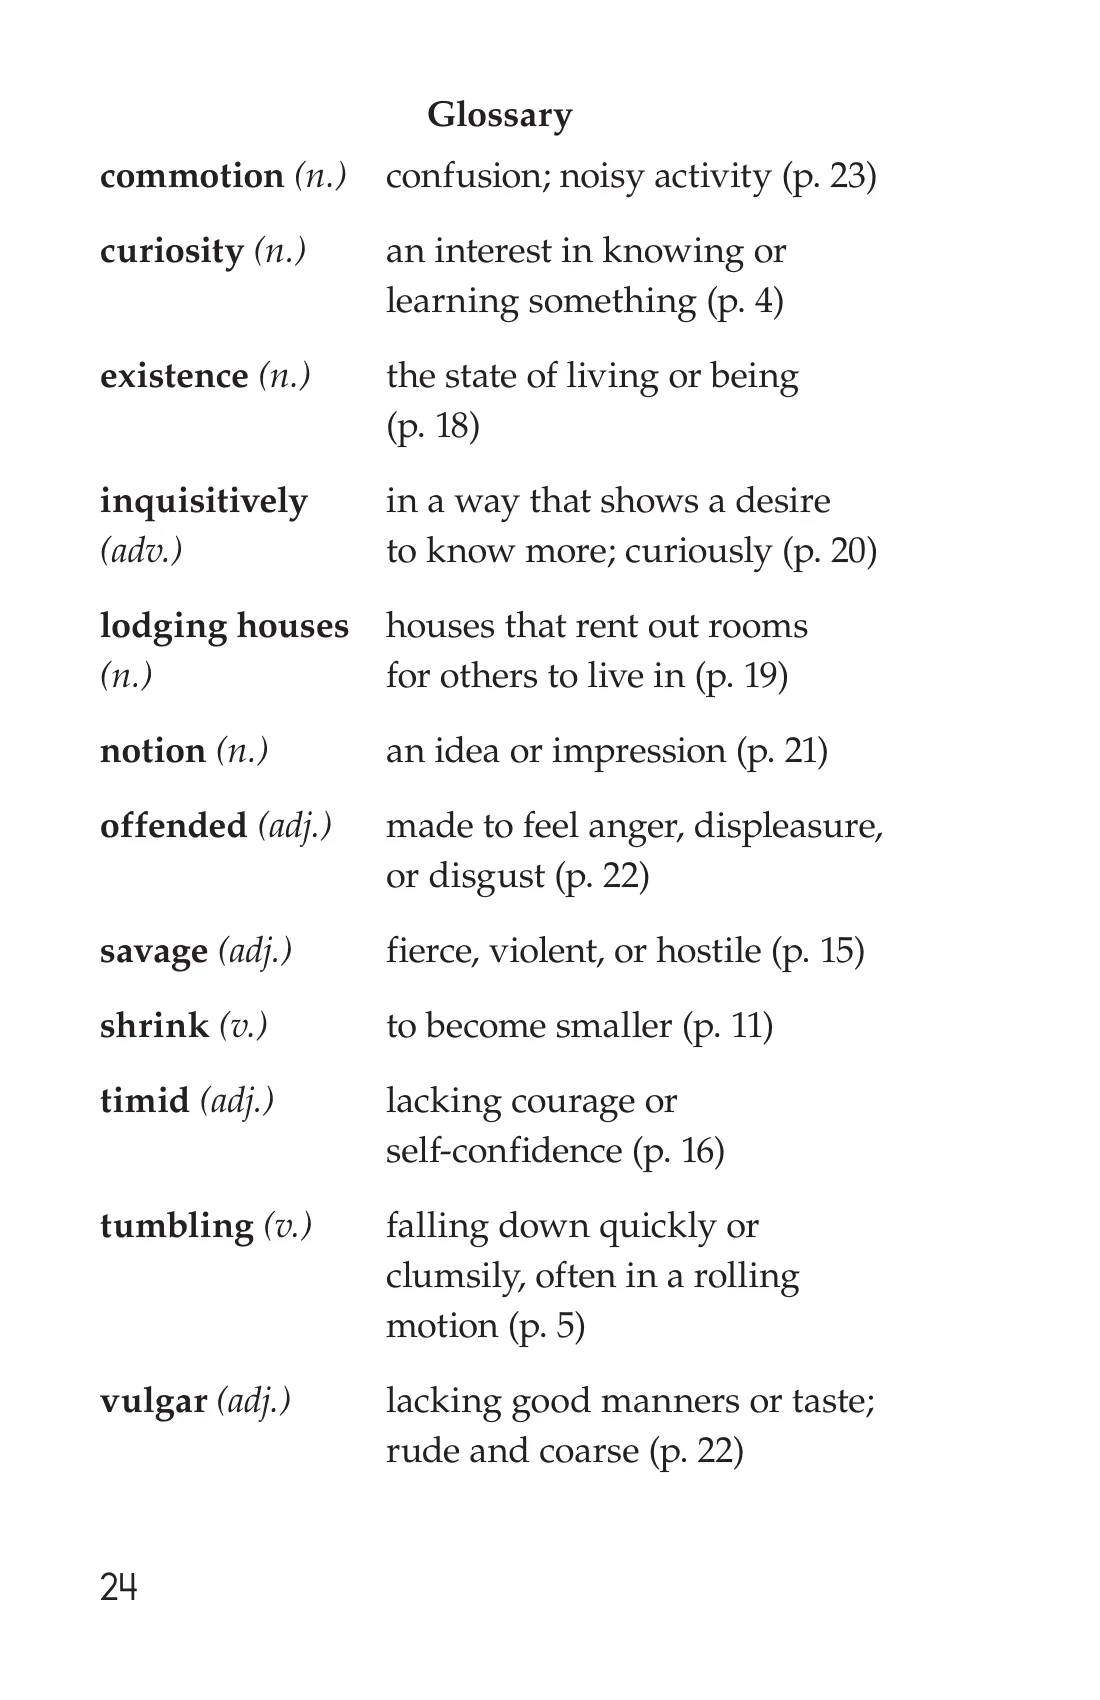 Glossary
commotion (n.) confusion; noisy activity (p. 23)
curiosity (n.) an interest in knowing or
learning something (p. 4)
existence (n.) the state of living or being
(p. 18)
inquisitively in a way that shows a desire
(adv.) to know more; curiously (p. 20)
lodging houses houses that rent out rooms
(n.) for others to live in (p. 19)
notion (n.) an idea or impression (p. 21)
offended (adj.) made to feel anger, displeasure,
or disgust (p. 22)
savage (adj.) fierce, violent, or hostile (p. 15)
shrink (v.) to become smaller (p. 11)
timid (adj.) lacking courage or
self-confidence (p. 16)
tumbling (v.) falling down quickly or
clumsily, often in a rolling
motion (p. 5)
vulgar (adj.) lacking good manners or taste;
rude and coarse (p. 22)
24